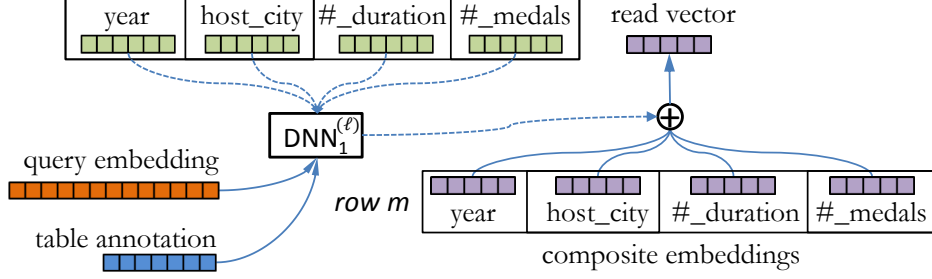 year host_city #_duration #_medals
read vector
DNN₁^(ℓ)
query embedding
row m
table annotation
year host_city #_duration #_medals
composite embeddings